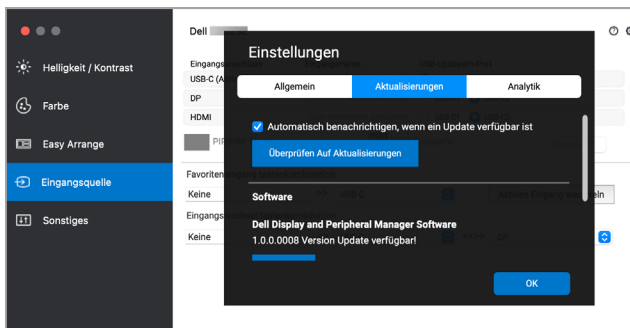 Dell
Helligkeit / Kontrast
Farbe
Easy Arrange
Eingangsquelle
Sonstiges
Einstellungen
Allgemein
Aktualisierungen
Analytik
Automatisch benachrichtigen, wenn ein Update verfügbar ist
Überprüfen Auf Aktualisierungen
Software
Dell Display and Peripheral Manager Software
1.0.0.0008 Version Update verfügbar!
OK
USB-C
DP
HDMI
Keine
Keine